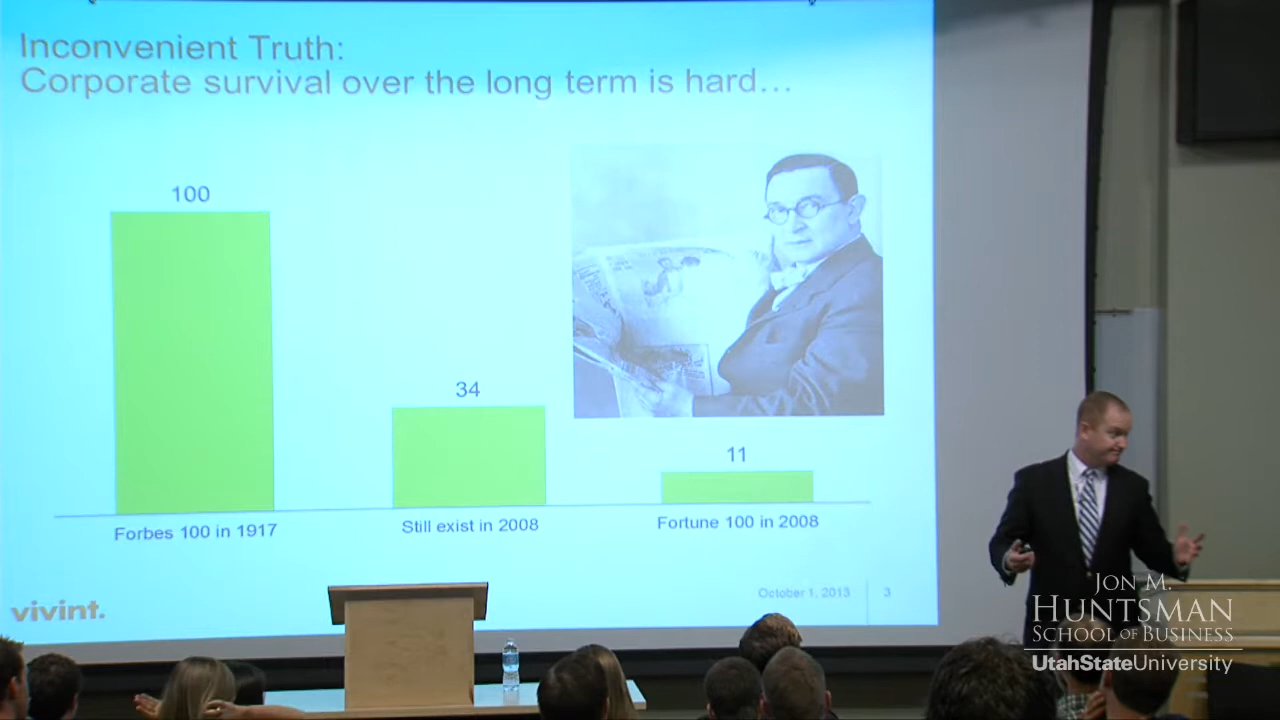 Inconvenient Truth:
Corporate survival over the long term is hard…
100
34
11
Forbes 100 in 1917
Still exist in 2008
Fortune 100 in 2008
vivint.
October 1, 2013
3
JON M.
HUNTSMAN
SCHOOL OF BUSINESS
UtahStateUniversity